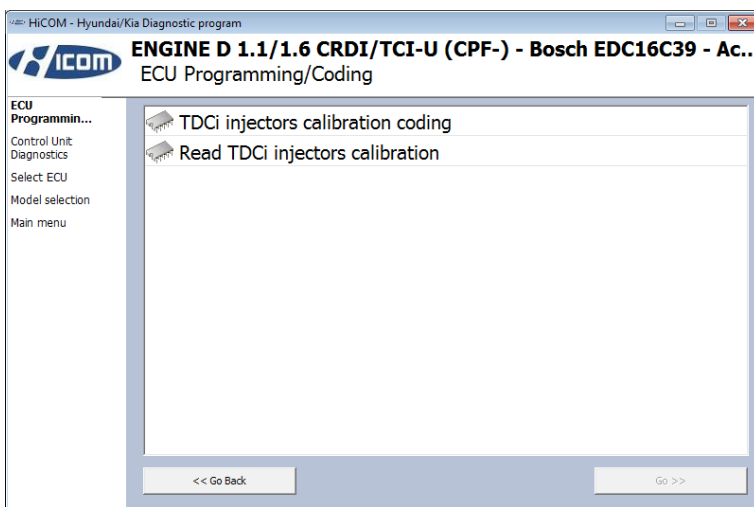 HiCOM - Hyundai/Kia Diagnostic program
HICOM
ENGINE D 1.1/1.6 CRDI/TCI-U (CPF-) - Bosch EDC16C39 - Ac..
ECU Programming/Coding
ECU
Programmin...
Control Unit
Diagnostics
Select ECU
Model selection
Main menu
TDCi injectors calibration coding
Read TDCi injectors calibration
<< Go Back
Go >>